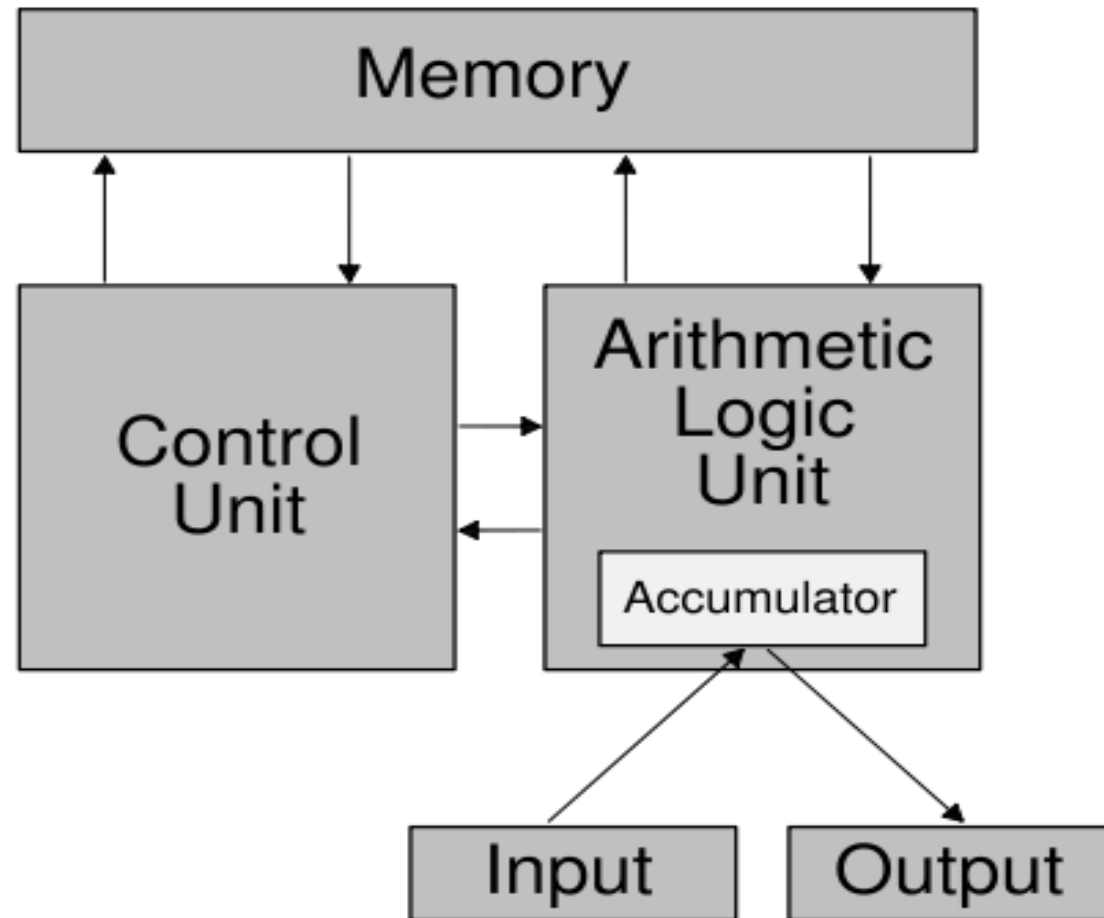 Memory
Control
Unit
Arithmetic
Logic
Unit
Accumulator
Input
Output